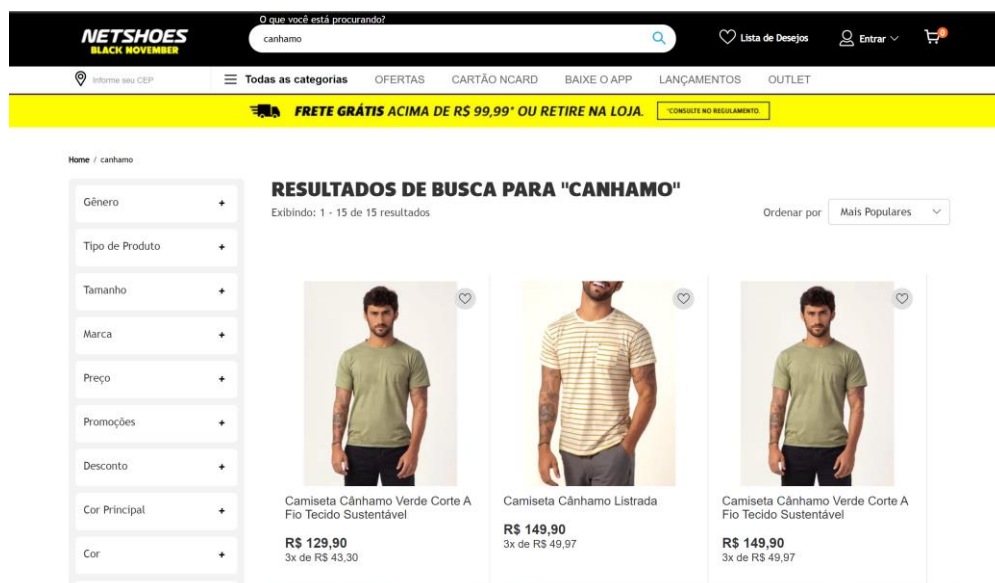 O que você está procurando?
NETSHOES
BLACK NOVEMBER
canhamo
Lista de Desejos
Entrar
0
Informe seu CEP
Todas as categorias
OFERTAS
CARTÃO NCARD
BAIXE O APP
LANÇAMENTOS
OUTLET
FRETE GRÁTIS ACIMA DE R$ 99,99* OU RETIRE NA LOJA.
*CONSULTE NO REGULAMENTO.
Home / canhamo
Gênero +
Tipo de Produto +
Tamanho +
Marca +
Preço +
Promoções +
Desconto +
Cor Principal +
Cor +
RESULTADOS DE BUSCA PARA "CANHAMO"
Exibindo: 1 - 15 de 15 resultados
Ordenar por
Mais Populares
Camiseta Cânhamo Verde Corte A
Fio Tecido Sustentável
R$ 129,90
3x de R$ 43,30
Camiseta Cânhamo Listrada
R$ 149,90
3x de R$ 49,97
Camiseta Cânhamo Verde Corte A
Fio Tecido Sustentável
R$ 149,90
3x de R$ 49,97